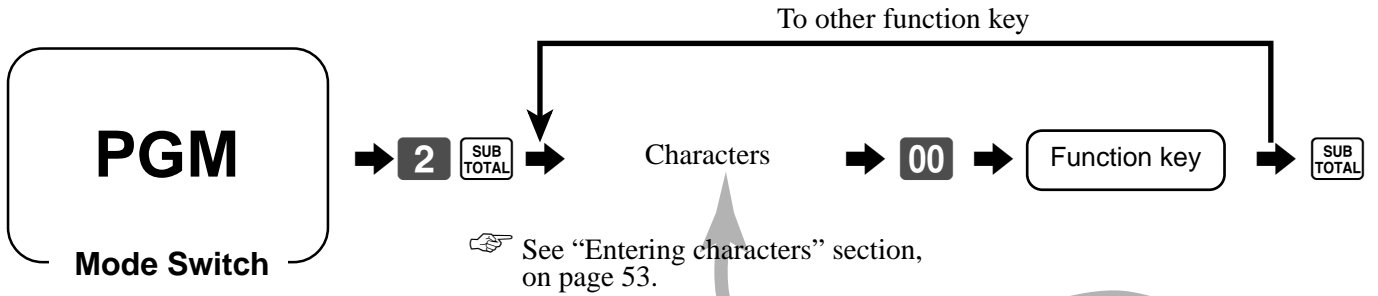 To other function key
PGM
Mode Switch
2
SUB
TOTAL
Characters
00
Function key
SUB
TOTAL
☞ See “Entering characters” section,
on page 53.